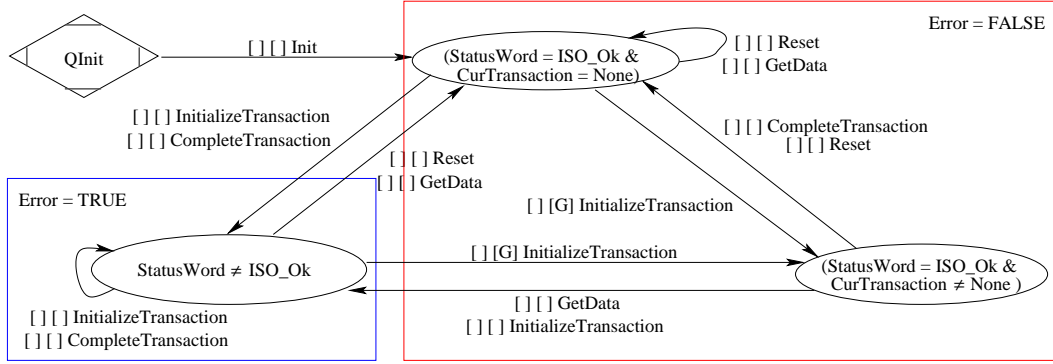 Error = FALSE
QInit
[ ] [ ] Init
(StatusWord = ISO_Ok &
CurTransaction = None)
[ ] [ ] Reset
[ ] [ ] GetData
[ ] [ ] InitializeTransaction
[ ] [ ] CompleteTransaction
[ ] [ ] CompleteTransaction
[ ] [ ] Reset
[ ] [ ] Reset
[ ] [ ] GetData
Error = TRUE
[ ] [G] InitializeTransaction
StatusWord ≠ ISO_Ok
[ ] [G] InitializeTransaction
(StatusWord = ISO_Ok &
CurTransaction ≠ None )
[ ] [ ] GetData
[ ] [ ] InitializeTransaction
[ ] [ ] InitializeTransaction
[ ] [ ] CompleteTransaction